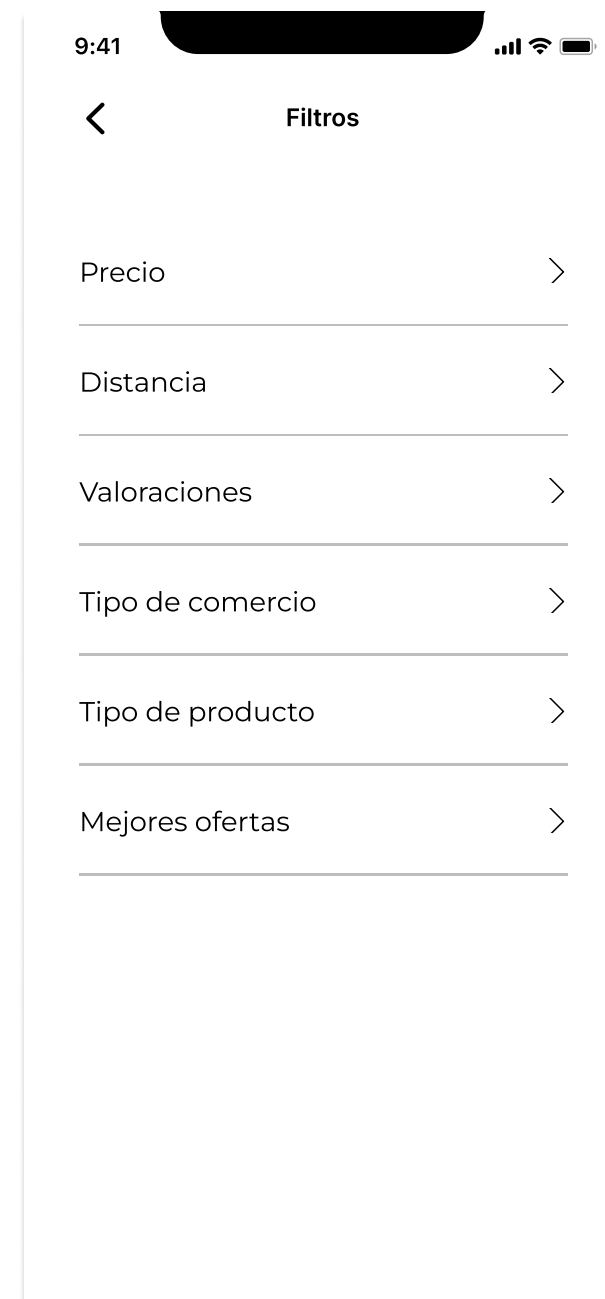 9:41
Filtros
Precio
Distancia
Valoraciones
Tipo de comercio
Tipo de producto
Mejores ofertas